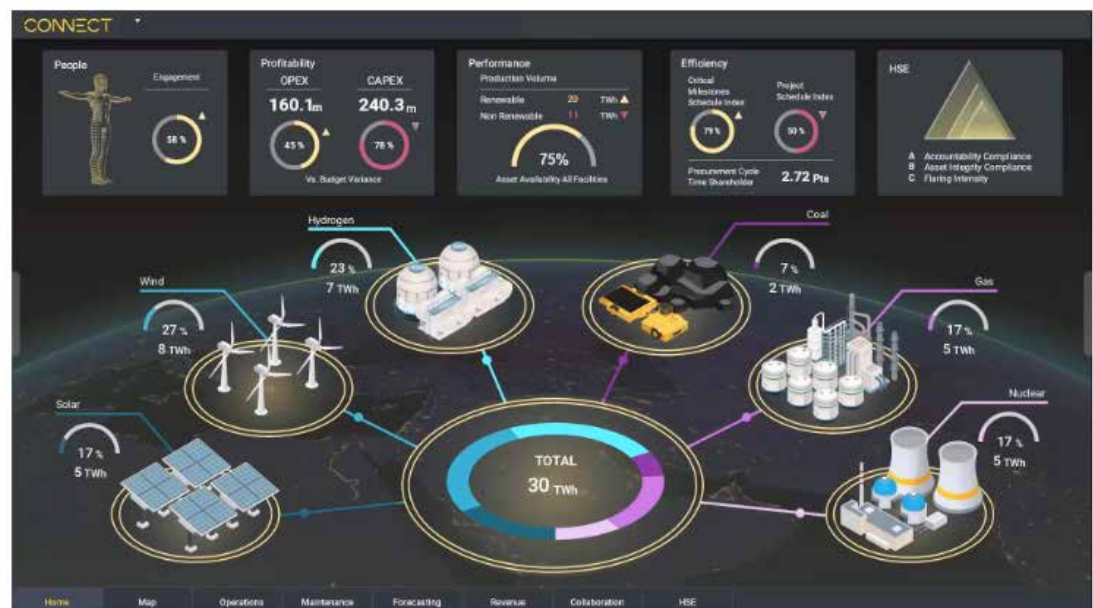 CONNECT
People
Engagement
58 %
Profitability
OPEX
CAPEX
160.1m
240.3 m
45 %
78 %
Vs. Budget Variance
Performance
Production Volume
Renewable 20 TWh
Non Renewable 11 TWh
75%
Asset Availability All Facilities
Efficiency
Critical
Milestones
Schedule Index
Project
Schedule Index
79 %
50 %
Procurement Cycle
Time Shareholder
2.72 Pts
HSE
A Accountability Compliance
B Asset Integrity Compliance
C Flaring Intensity
Hydrogen
23 %
7 TWh
Coal
7 %
2 TWh
Wind
27 %
8 TWh
Gas
17 %
5 TWh
Solar
17 %
5 TWh
Nuclear
17 %
5 TWh
TOTAL
30 TWh
Home
Map
Operations
Maintenance
Forecasting
Revenue
Collaboration
HSE